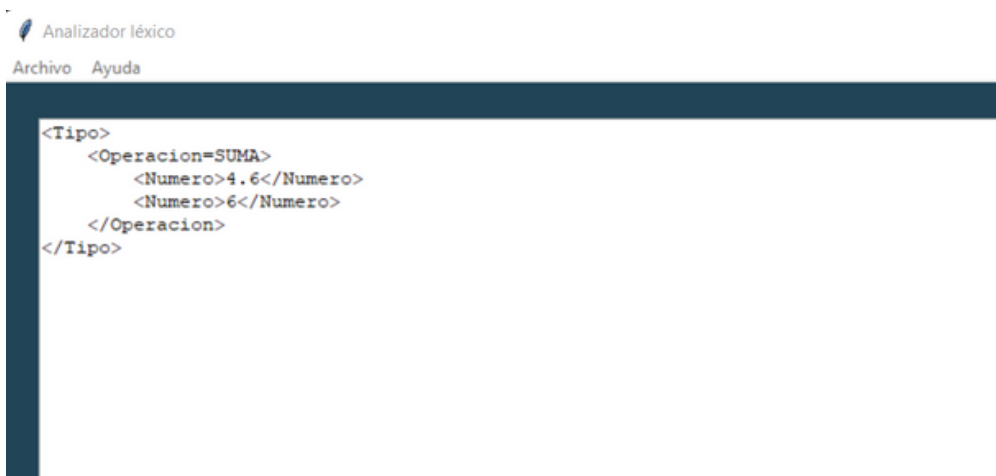 Analizador léxico
Archivo Ayuda
<Tipo>
<Operacion=SUMA>
<Numero>4.6</Numero>
<Numero>6</Numero>
</Operacion>
</Tipo>